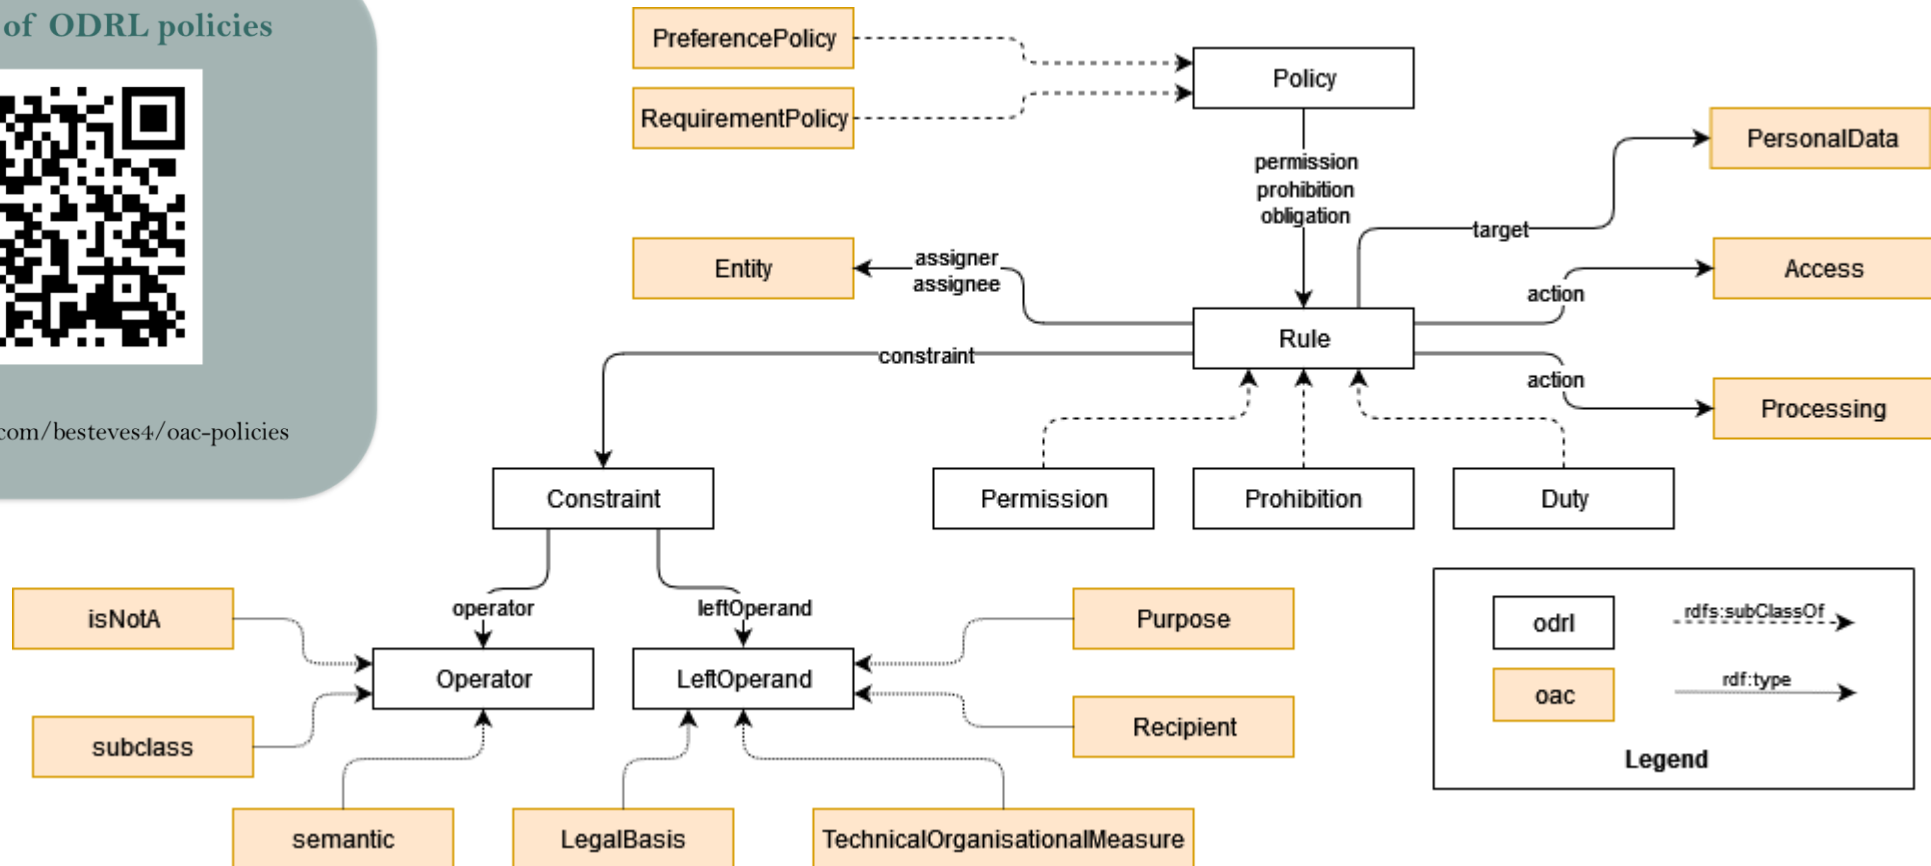 of ODRL policies
com/besteves4/oac-policies
PreferencePolicy
RequirementPolicy
Policy
permission
prohibition
obligation
PersonalData
target
Entity
assigner
assignee
Access
action
Rule
constraint
action
Processing
Constraint
Permission
Prohibition
Duty
isNotA
operator
leftOperand
Purpose
Operator
LeftOperand
subclass
Recipient
semantic
LegalBasis
TechnicalOrganisationalMeasure
odrl
rdfs:subClassOf
oac
rdf:type
Legend